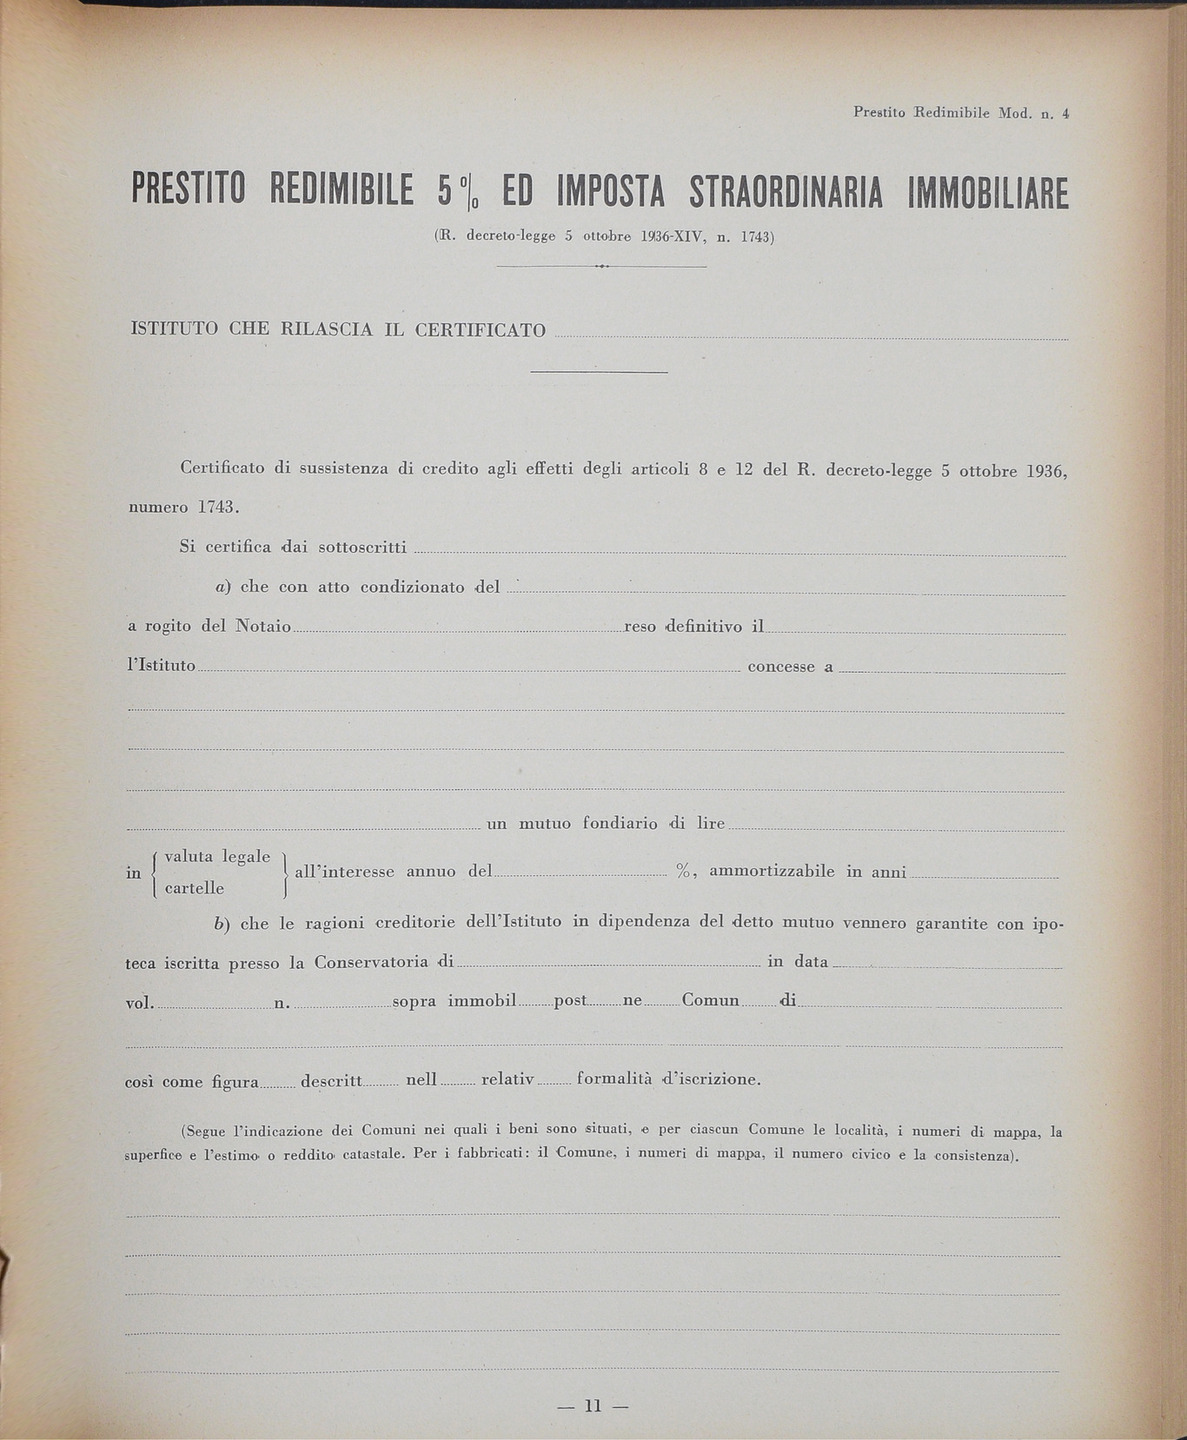 Prestito Redimibile Mod. n. 4
PRESTITO REDIMIBILE 5% ED IMPOSTA STRAORDINARIA IMMOBILIARE
(R. decreto-legge 5 ottobre 1936-XIV, n. 1743)
ISTITUTO CHE RILASCIA IL CERTIFICATO
Certificato di sussistenza di credito agli effetti degli articoli 8 e 12 del R. decreto-legge 5 ottobre 1936,
numero 1743.
Si certifica dai sottoscritti
a) che con atto condizionato del
a rogito del Notaio reso definitivo il
l'Istituto concesse a
un mutuo fondiario di lire
in { valuta legale
cartelle } all'interesse annuo del %, ammortizzabile in anni
b) che le ragioni creditorie dell'Istituto in dipendenza del detto mutuo vennero garantite con ipo-
teca iscritta presso la Conservatoria di in data
vol. n. sopra immobil post ne Comun di
così come figura descritt nell relativ formalità d'iscrizione.
(Segue l'indicazione dei Comuni nei quali i beni sono situati, e per ciascun Comune le località, i numeri di mappa, la
superfice e l'estimo o reddito catastale. Per i fabbricati: il Comune, i numeri di mappa, il numero civico e la consistenza).
— 11 —